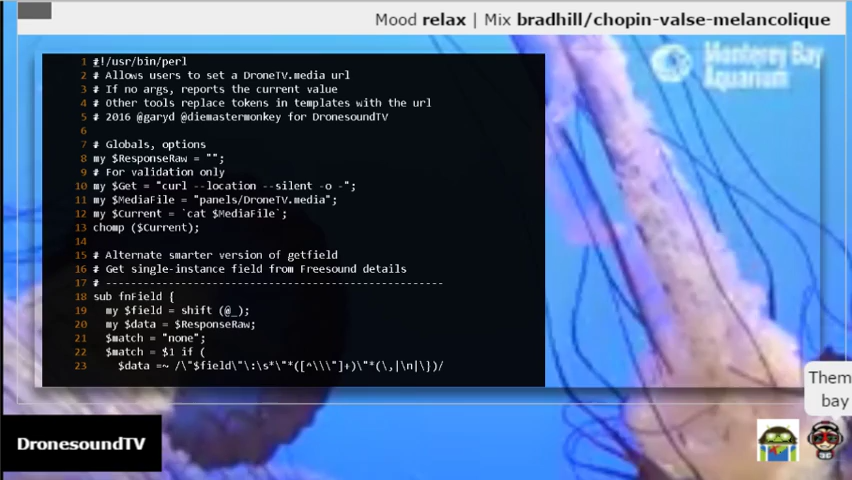 Mood relax | Mix bradhill/chopin-valse-melancolique
Monterey Bay
Aquarium
1 #!/usr/bin/perl
2 # Allows users to set a DroneTV.media url
3 # If no args, reports the current value
4 # Other tools replace tokens in templates with the url
5 # 2016 @garyd @diemastermonkey for DronesoundTV
6
7 # Globals, options
8 my $ResponseRaw = "";
9 # For validation only
10 my $Get = "curl --location --silent -o -";
11 my $MediaFile = "panels/DroneTV.media";
12 my $Current = `cat $MediaFile`;
13 chomp ($Current);
14
15 # Alternate smarter version of getfield
16 # Get single-instance field from Freesound details
17 # -----------------------------------------------------
18 sub fnField {
19 my $field = shift (@_);
20 my $data = $ResponseRaw;
21 $match = "none";
22 $match = $1 if (
23 $data =~ /\"$field\"\:\s*\"*([^\\\"]+)\"*(\,|\n|\})/
Them
bay
DronesoundTV